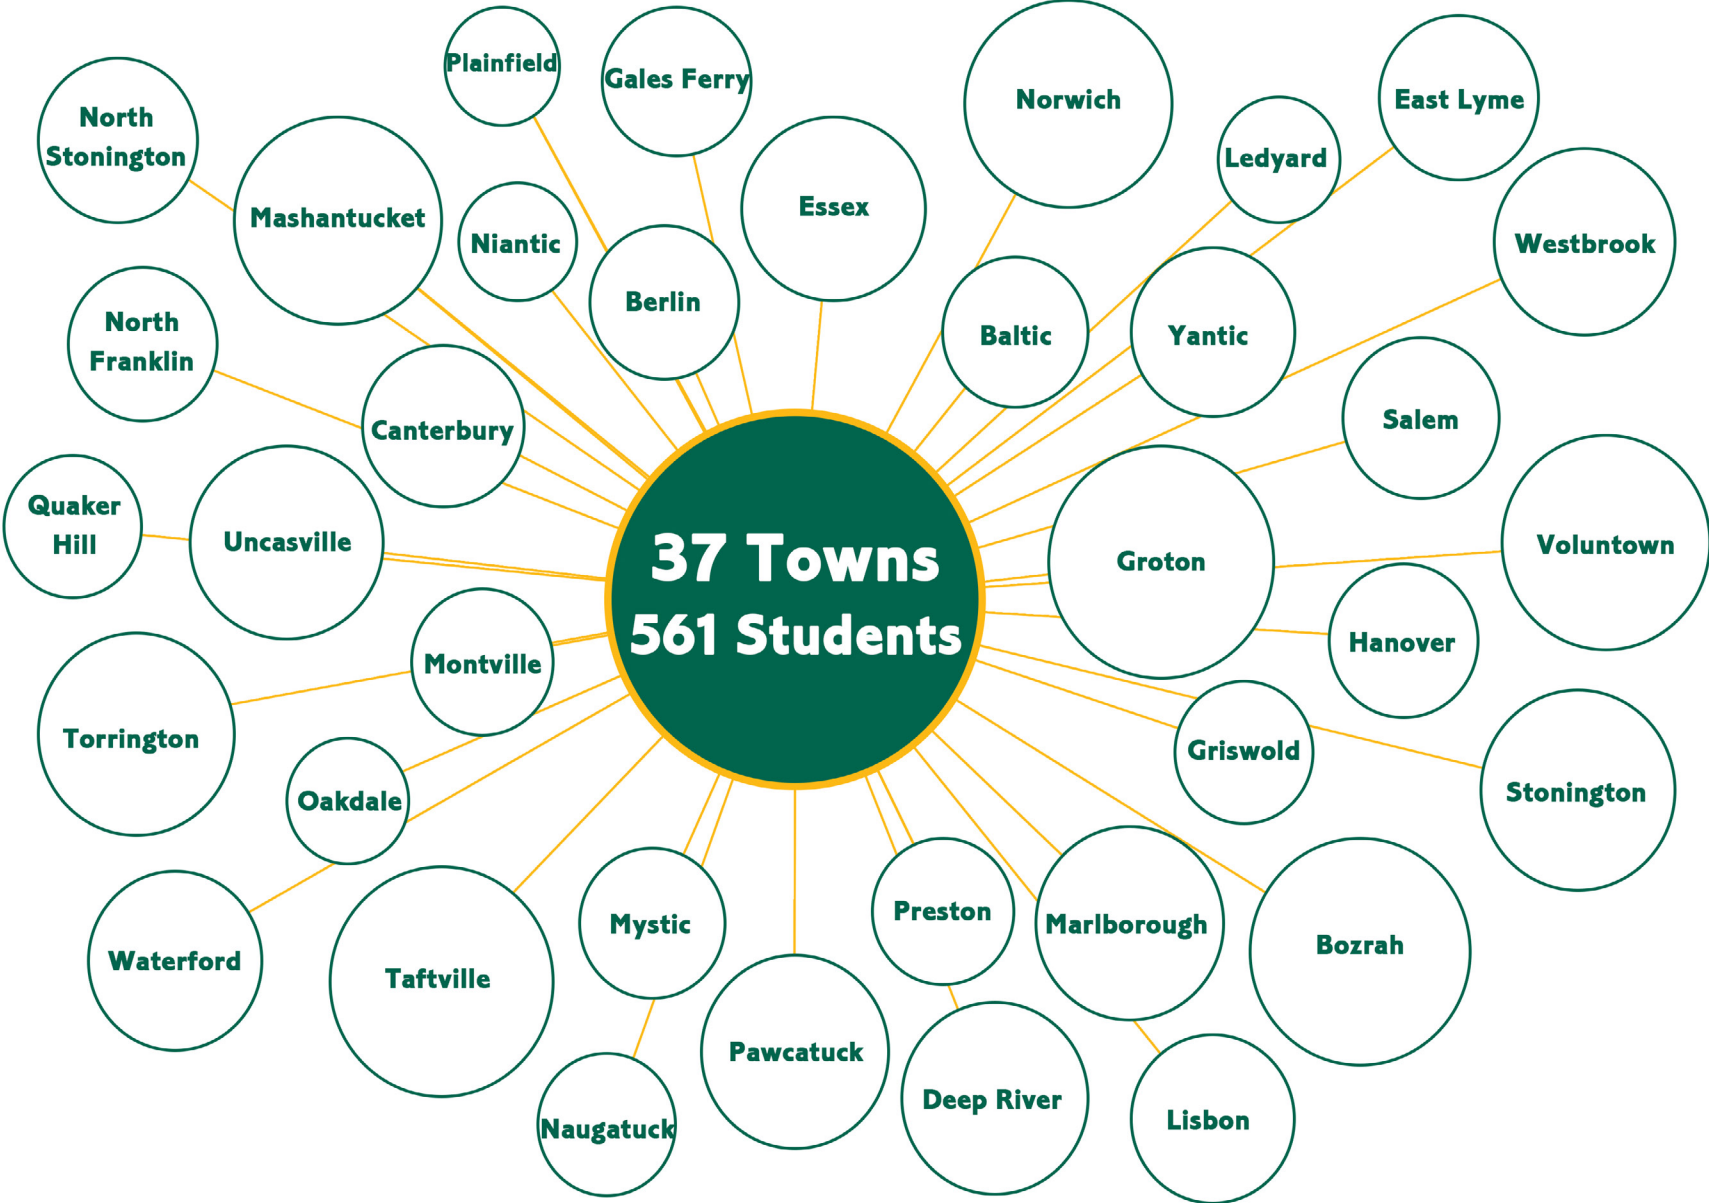 Plainfield
Gales Ferry
Norwich
East Lyme
North
Stonington
Ledyard
Mashantucket
Essex
Niantic
Westbrook
Berlin
North
Franklin
Baltic
Yantic
Canterbury
Salem
Quaker
Hill
Uncasville
37 Towns
561 Students
Groton
Voluntown
Hanover
Montville
Torrington
Griswold
Oakdale
Stonington
Waterford
Taftville
Mystic
Preston
Marlborough
Bozrah
Pawcatuck
Deep River
Naugatuck
Lisbon